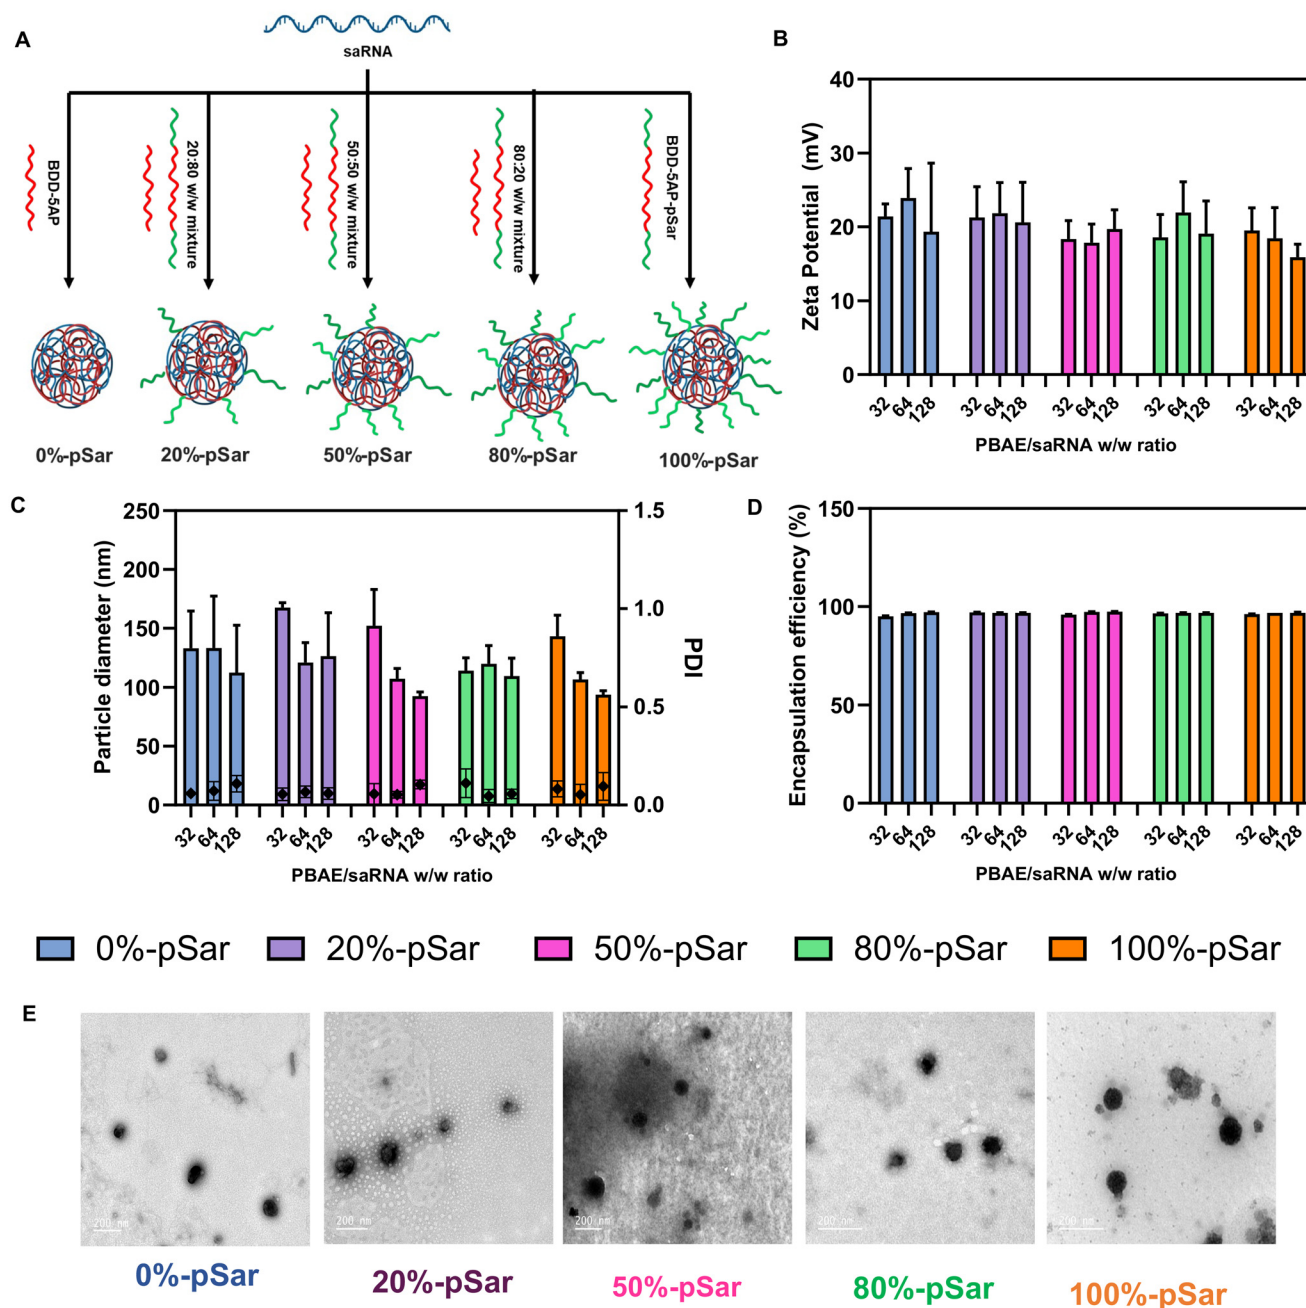 A
saRNA
BDD-5AP
20:80 w/w mixture
50:50 w/w mixture
80:20 w/w mixture
BDD-5AP-pSar
0%-pSar
20%-pSar
50%-pSar
80%-pSar
100%-pSar
B
Zeta Potential (mV)
40
30
20
10
0
32 64 128 32 64 128 32 64 128 32 64 128 32 64 128
PBAE/saRNA w/w ratio
C
Particle diameter (nm)
250
200
150
100
50
0
1.5
1.0
0.5
0.0
PDI
32 64 128 32 64 128 32 64 128 32 64 128 32 64 128
PBAE/saRNA w/w ratio
D
Encapsulation efficiency (%)
150
100
50
0
32 64 128 32 64 128 32 64 128 32 64 128 32 64 128
PBAE/saRNA w/w ratio
0%-pSar 20%-pSar 50%-pSar 80%-pSar 100%-pSar
E
200 nm
200 nm
200 nm
200 nm
200 nm
0%-pSar
20%-pSar
50%-pSar
80%-pSar
100%-pSar